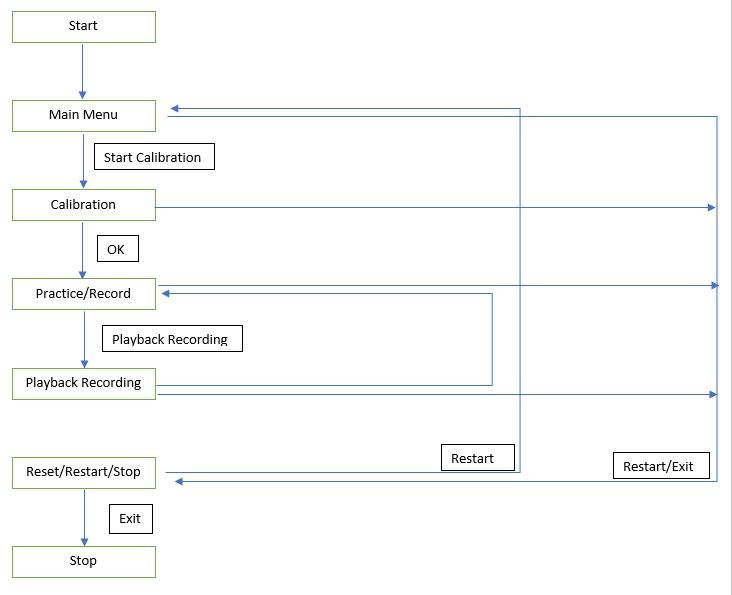 Start
Main Menu
Start Calibration
Calibration
OK
Practice/Record
Playback Recording
Playback Recording
Restart
Restart/Exit
Reset/Restart/Stop
Exit
Stop